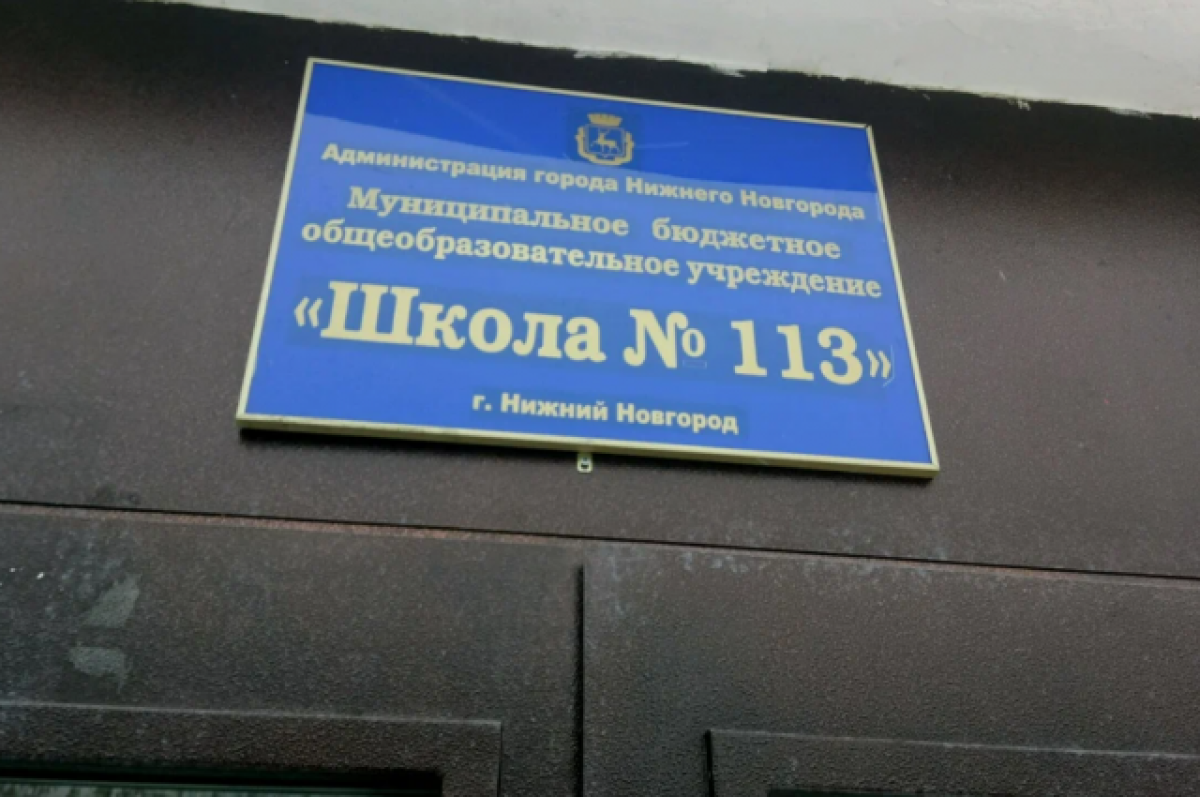 Администрация города Нижнего Новгорода
Муниципальное бюджетное
общеобразовательное учреждение
«Школа № 113»
г. Нижний Новгород